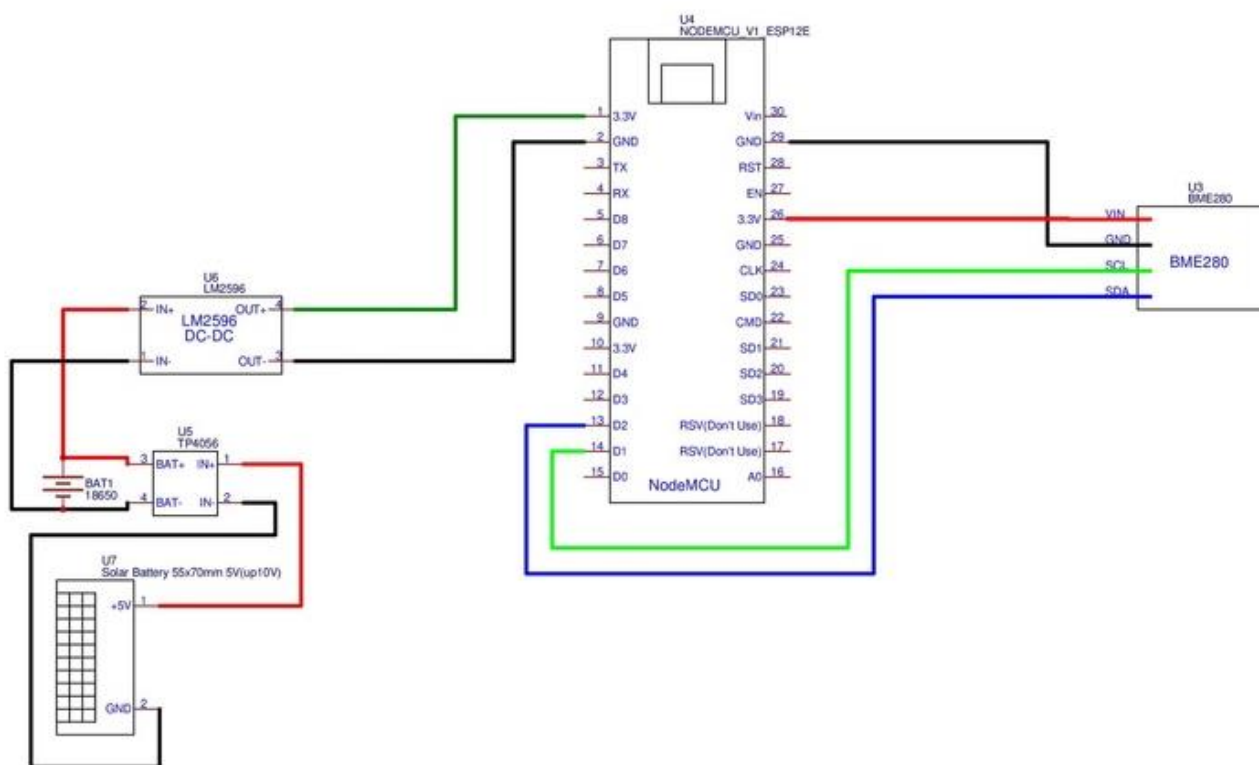 U4
NODEMCU_V1_ESP12E
1 3.3V Vin 30
2 GND GND 29
3 TX RST 28
4 RX EN 27
5 D8 3.3V 26
6 D7 GND 25
7 D6 CLK 24
8 D5 SD0 23
9 GND CMD 22
10 3.3V SD1 21
11 D4 SD2 20
12 D3 SD3 19
13 D2 RSV(Don't Use) 18
14 D1 RSV(Don't Use) 17
15 D0 A0 16
NodeMCU
U3
BME280
VIN
GND
SCL
SDA
BME280
U6
LM2596
2 IN+ OUT+ 4
LM2596
DC-DC
1 IN- OUT- 3
U5
TP4056
3 BAT+ IN+ 1
4 BAT- IN- 2
BAT1
18650
U7
Solar Battery 55x70mm 5V(up10V)
+5V 1
GND 2